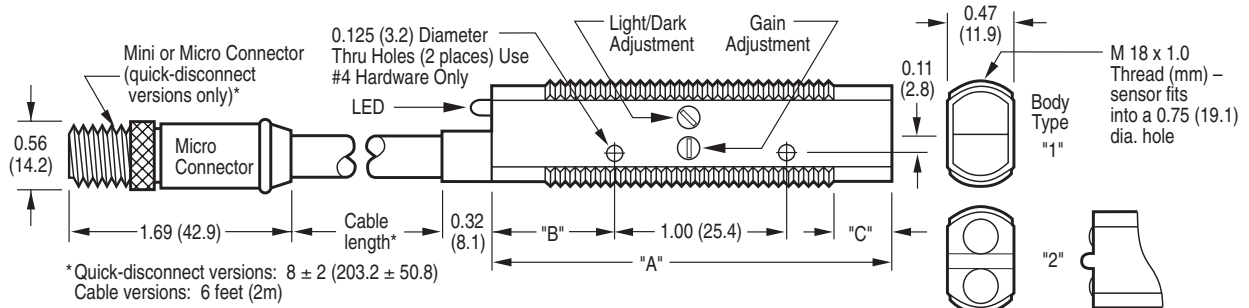 Mini or Micro Connector
(quick-disconnect
versions only)*
0.56
(14.2)
Micro
Connector
0.125 (3.2) Diameter
Thru Holes (2 places) Use
#4 Hardware Only
LED
Light/Dark
Adjustment
Gain
Adjustment
0.47
(11.9)
0.11
(2.8)
M 18 x 1.0
Thread (mm) –
sensor fits
into a 0.75 (19.1)
dia. hole
Body
Type
"1"
1.69 (42.9)
Cable
length*
0.32
(8.1)
"B"
1.00 (25.4)
"C"
"A"
"2"
*Quick-disconnect versions: 8 ± 2 (203.2 ± 50.8)
Cable versions: 6 feet (2m)